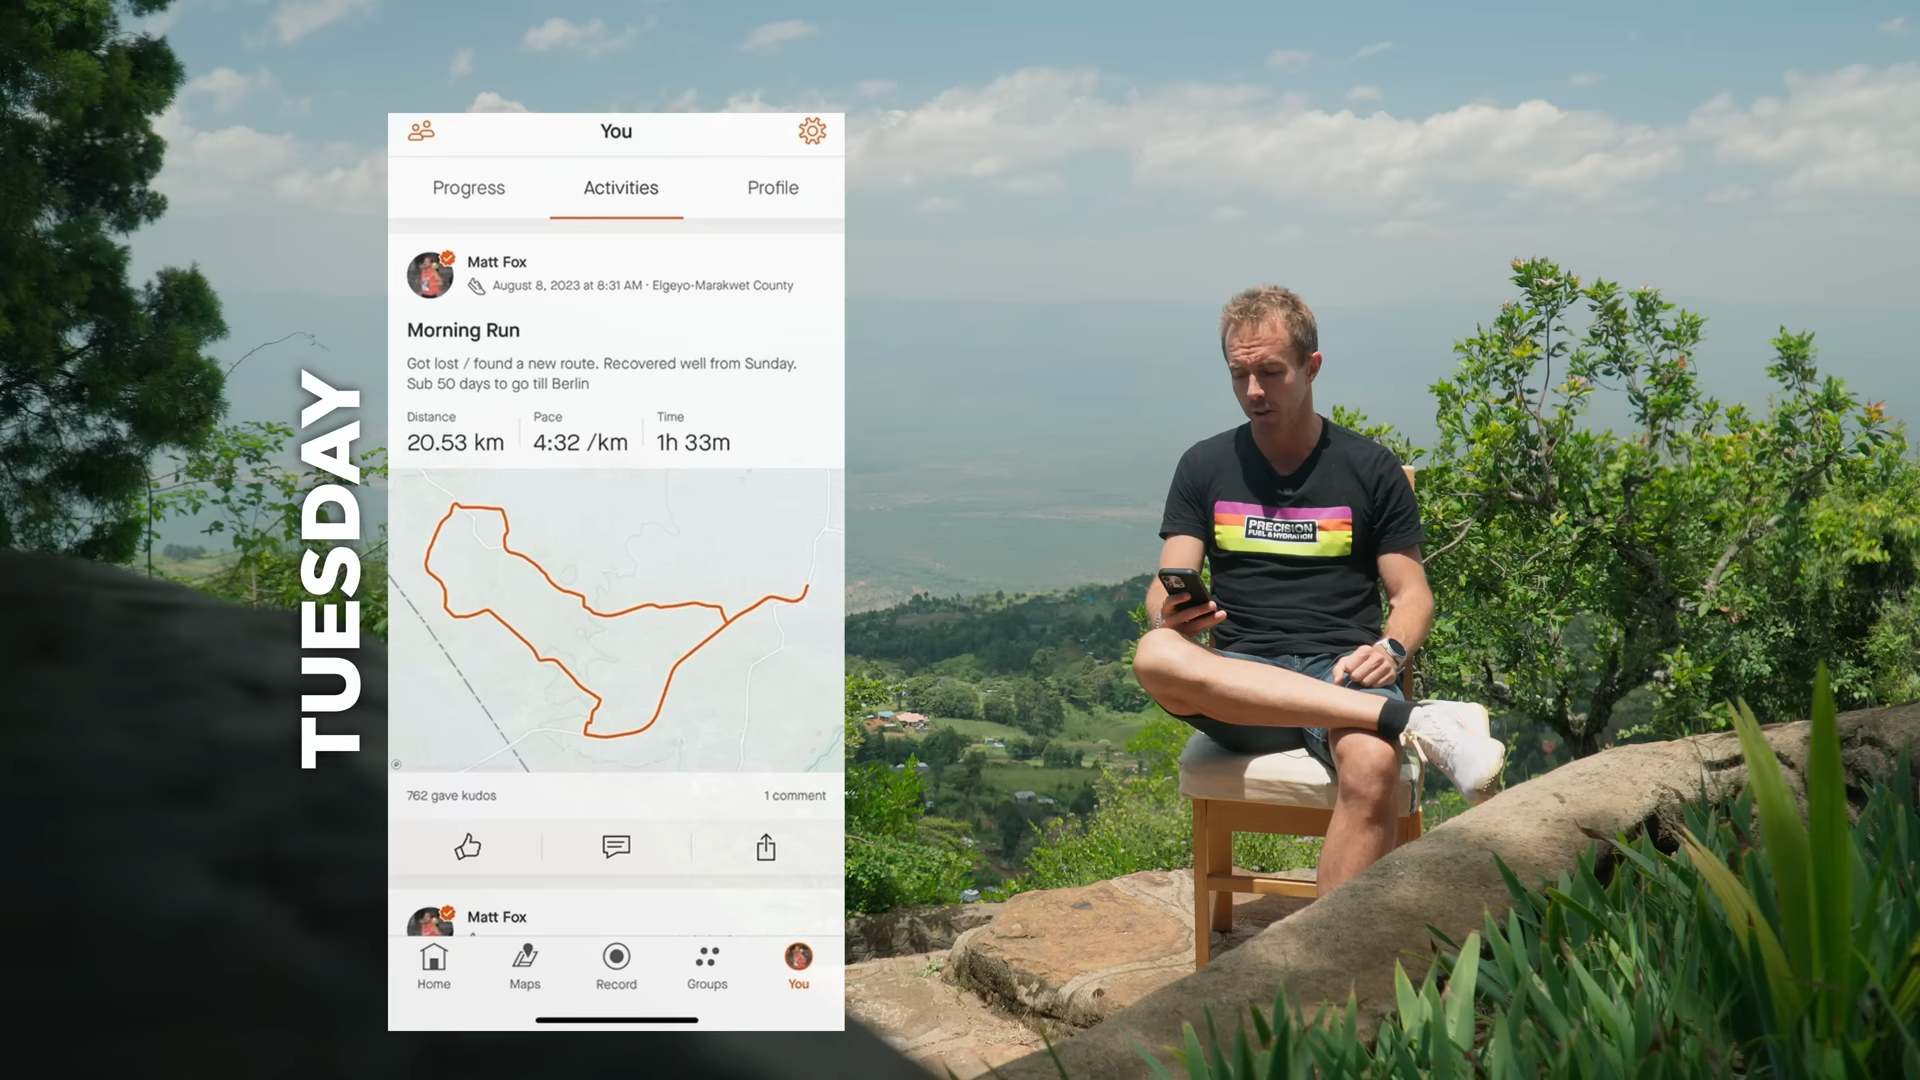 TUESDAY
You
Progress
Activities
Profile
Matt Fox
August 8, 2023 at 8:31 AM · Elgeyo-Marakwet County
Morning Run
Got lost / found a new route. Recovered well from Sunday.
Sub 50 days to go till Berlin
Distance
Pace
Time
20.53 km
4:32 /km
1h 33m
762 gave kudos
1 comment
Matt Fox
Home
Maps
Record
Groups
You
PRECISION
FUEL & HYDRATION